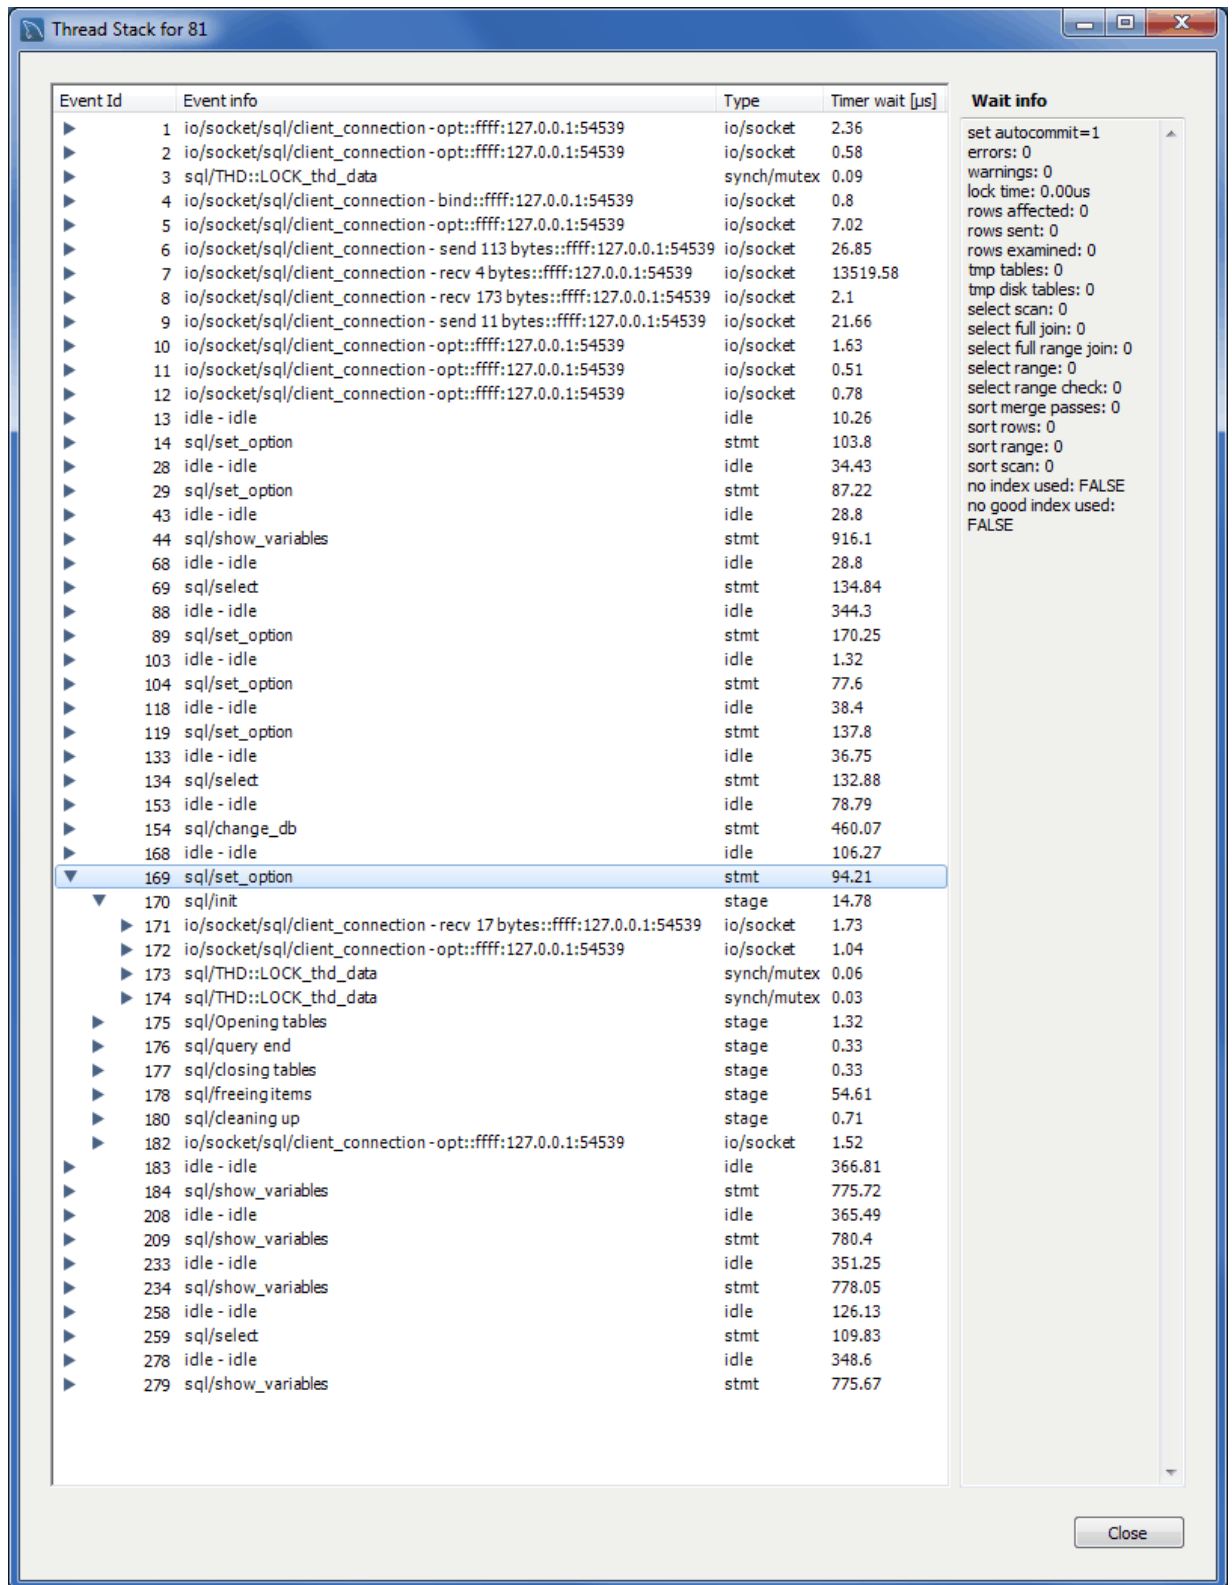 Thread Stack for 81
Event Id Event info Type Timer wait [µs]
1 io/socket/sql/client_connection - opt::ffff:127.0.0.1:54539 io/socket 2.36
2 io/socket/sql/client_connection - opt::ffff:127.0.0.1:54539 io/socket 0.58
3 sql/THD::LOCK_thd_data synch/mutex 0.09
4 io/socket/sql/client_connection - bind::ffff:127.0.0.1:54539 io/socket 0.8
5 io/socket/sql/client_connection - opt::ffff:127.0.0.1:54539 io/socket 7.02
6 io/socket/sql/client_connection - send 113 bytes::ffff:127.0.0.1:54539 io/socket 26.85
7 io/socket/sql/client_connection - recv 4 bytes::ffff:127.0.0.1:54539 io/socket 13519.58
8 io/socket/sql/client_connection - recv 173 bytes::ffff:127.0.0.1:54539 io/socket 2.1
9 io/socket/sql/client_connection - send 11 bytes::ffff:127.0.0.1:54539 io/socket 21.66
10 io/socket/sql/client_connection - opt::ffff:127.0.0.1:54539 io/socket 1.63
11 io/socket/sql/client_connection - opt::ffff:127.0.0.1:54539 io/socket 0.51
12 io/socket/sql/client_connection - opt::ffff:127.0.0.1:54539 io/socket 0.78
13 idle - idle idle 10.26
14 sql/set_option stmt 103.8
28 idle - idle idle 34.43
29 sql/set_option stmt 87.22
43 idle - idle idle 28.8
44 sql/show_variables stmt 916.1
68 idle - idle idle 28.8
69 sql/select stmt 134.84
88 idle - idle idle 344.3
89 sql/set_option stmt 170.25
103 idle - idle idle 1.32
104 sql/set_option stmt 77.6
118 idle - idle idle 38.4
119 sql/set_option stmt 137.8
133 idle - idle idle 36.75
134 sql/select stmt 132.88
153 idle - idle idle 78.79
154 sql/change_db stmt 460.07
168 idle - idle idle 106.27
169 sql/set_option stmt 94.21
170 sql/init stage 14.78
171 io/socket/sql/client_connection - recv 17 bytes::ffff:127.0.0.1:54539 io/socket 1.73
172 io/socket/sql/client_connection - opt::ffff:127.0.0.1:54539 io/socket 1.04
173 sql/THD::LOCK_thd_data synch/mutex 0.06
174 sql/THD::LOCK_thd_data synch/mutex 0.03
175 sql/Opening tables stage 1.32
176 sql/query end stage 0.33
177 sql/closing tables stage 0.33
178 sql/freeing items stage 54.61
180 sql/cleaning up stage 0.71
182 io/socket/sql/client_connection - opt::ffff:127.0.0.1:54539 io/socket 1.52
183 idle - idle idle 366.81
184 sql/show_variables stmt 775.72
208 idle - idle idle 365.49
209 sql/show_variables stmt 780.4
233 idle - idle idle 351.25
234 sql/show_variables stmt 778.05
258 idle - idle idle 126.13
259 sql/select stmt 109.83
278 idle - idle idle 348.6
279 sql/show_variables stmt 775.67
Wait info
set autocommit=1
errors: 0
warnings: 0
lock time: 0.00us
rows affected: 0
rows sent: 0
rows examined: 0
tmp tables: 0
tmp disk tables: 0
select scan: 0
select full join: 0
select full range join: 0
select range: 0
select range check: 0
sort merge passes: 0
sort rows: 0
sort range: 0
sort scan: 0
no index used: FALSE
no good index used:
FALSE
Close